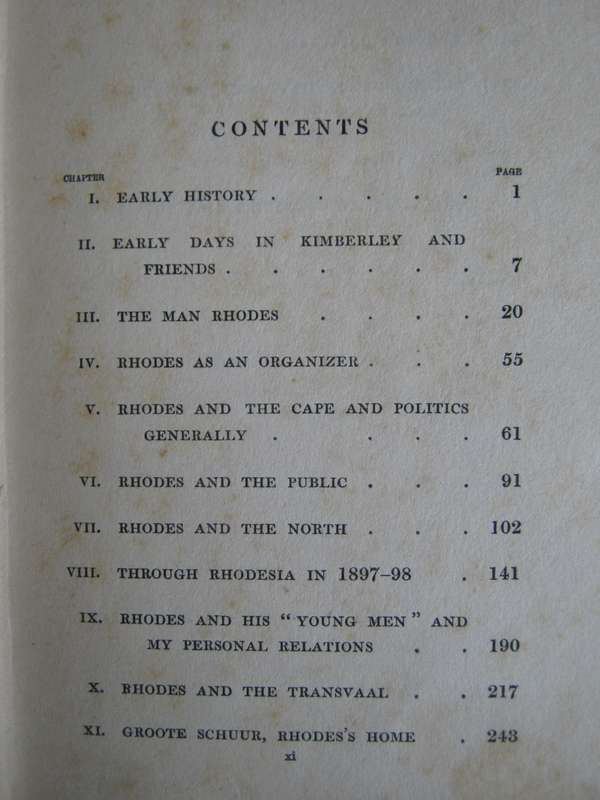 CONTENTS
CHAPTER PAGE
I. EARLY HISTORY . . . . . 1
II. EARLY DAYS IN KIMBERLEY AND
FRIENDS . . . . . . 7
III. THE MAN RHODES . . . . 20
IV. RHODES AS AN ORGANIZER . . . 55
V. RHODES AND THE CAPE AND POLITICS
GENERALLY . . . . 61
VI. RHODES AND THE PUBLIC . . . 91
VII. RHODES AND THE NORTH . . . 102
VIII. THROUGH RHODESIA IN 1897–98 . 141
IX. RHODES AND HIS “YOUNG MEN” AND
MY PERSONAL RELATIONS . . 190
X. RHODES AND THE TRANSVAAL . . 217
XI. GROOTE SCHUUR, RHODES'S HOME . 243
xi